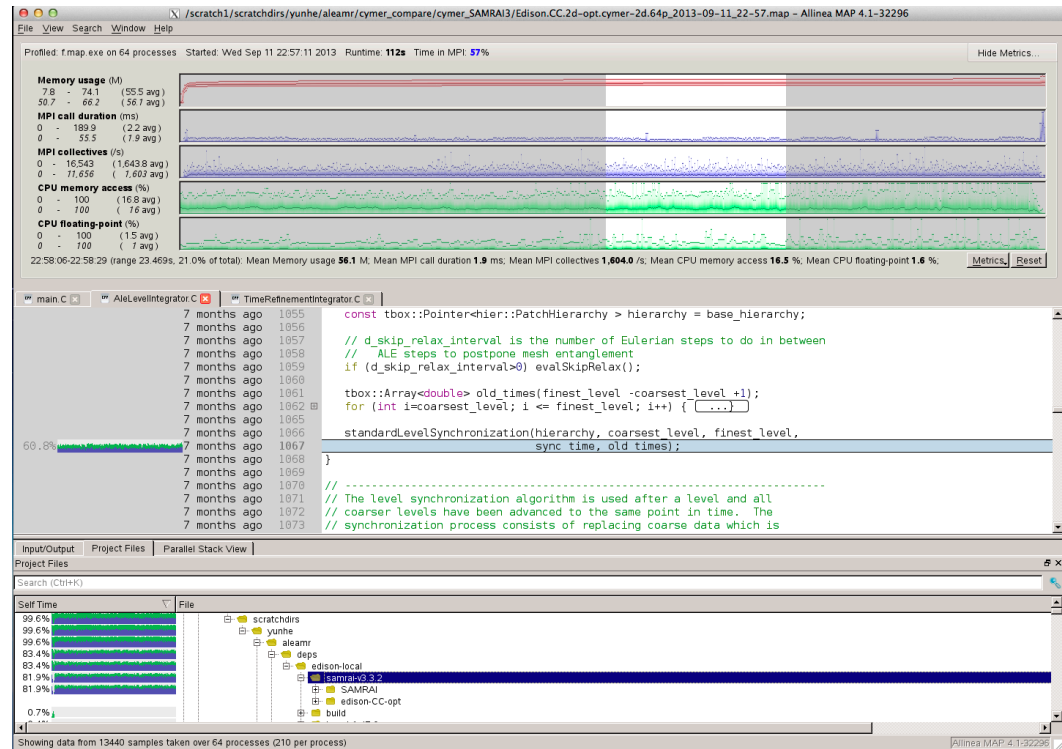 /scratch1/scratchdirs/yunhe/aleamr/cymer_compare/cymer_SAMRAI3/Edison.CC.2d-opt.cymer-2d.64p_2013-09-11_22-57.map - Allinea MAP 4.1-32296
File View Search Window Help
Profiled: f.map.exe on 64 processes Started: Wed Sep 11 22:57:11 2013 Runtime: 112s Time in MPI: 57% Hide Metrics...
Memory usage (M)
7.8 - 74.1 (55.5 avg)
50.7 - 66.2 (56.1 avg)
MPI call duration (ms)
0 - 189.9 (2.2 avg)
0 - 55.5 (1.9 avg)
MPI collectives (/s)
0 - 16,543 (1,643.8 avg)
0 - 11,656 (1,603 avg)
CPU memory access (%)
0 - 100 (16.8 avg)
0 - 100 (16 avg)
CPU floating-point (%)
0 - 100 (1.5 avg)
0 - 100 (1 avg)
22:58:06-22:58:29 (range 23.469s, 21.0% of total): Mean Memory usage 56.1 M; Mean MPI call duration 1.9 ms; Mean MPI collectives 1,604.0 /s; Mean CPU memory access 16.5 %; Mean CPU floating-point 1.6 %; Metrics, Reset
main.C AleLevelIntegrator.C TimeRefinementIntegrator.C
7 months ago 1055 const tbox::Pointer<hier::PatchHierarchy > hierarchy = base_hierarchy;
7 months ago 1056
7 months ago 1057 // d_skip_relax_interval is the number of Eulerian steps to do in between
7 months ago 1058 // ALE steps to postpone mesh entanglement
7 months ago 1059 if (d_skip_relax_interval>0) evalSkipRelax();
7 months ago 1060
7 months ago 1061 tbox::Array<double> old_times(finest_level -coarsest_level +1);
7 months ago 1062 for (int i=coarsest_level; i <= finest_level; i++) { ...}
7 months ago 1065
7 months ago 1066 standardLevelSynchronization(hierarchy, coarsest_level, finest_level,
60.8% 7 months ago 1067 sync_time, old_times);
7 months ago 1068 }
7 months ago 1069
7 months ago 1070 // ---------------------------------------------------------
7 months ago 1071 // The level synchronization algorithm is used after a level and all
7 months ago 1072 // coarser levels have been advanced to the same point in time. The
7 months ago 1073 // synchronization process consists of replacing coarse data which is
Input/Output Project Files Parallel Stack View
Project Files
Search (Ctrl+K)
Self Time File
99.6% scratchdirs
99.6% yunhe
99.6% aleamr
83.4% deps
83.4% edison-local
81.9% samrai-v3.3.2
81.9% SAMRAI
edison-CC-opt
0.7% build
Showing data from 13440 samples taken over 64 processes (210 per process) Allinea MAP 4.1-32296